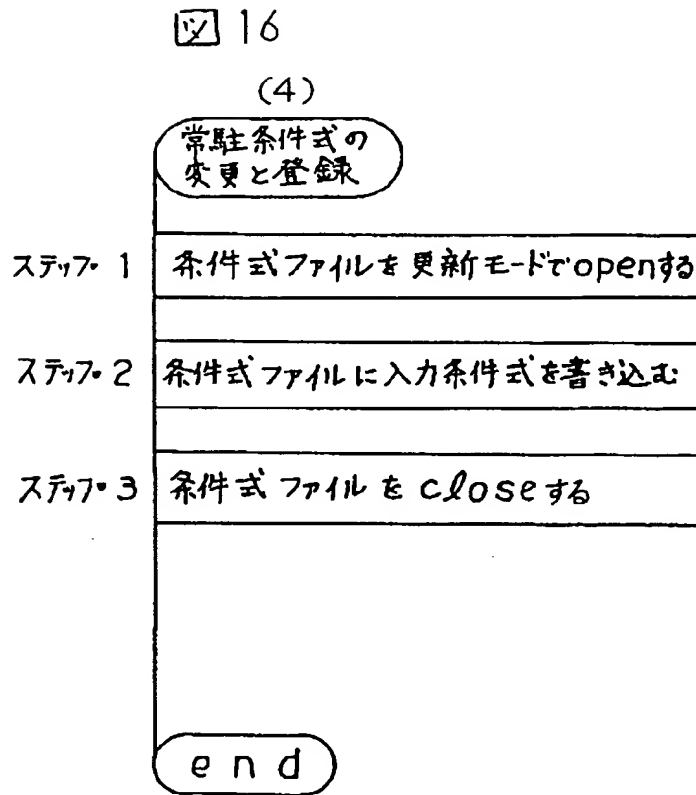 図 16
(4)
常駐条件式の
変更と登録
ステップ 1 条件式ファイルを更新モードでopenする
ステップ 2 条件式ファイルに入力条件式を書き込む
ステップ 3 条件式ファイルをcloseする
end